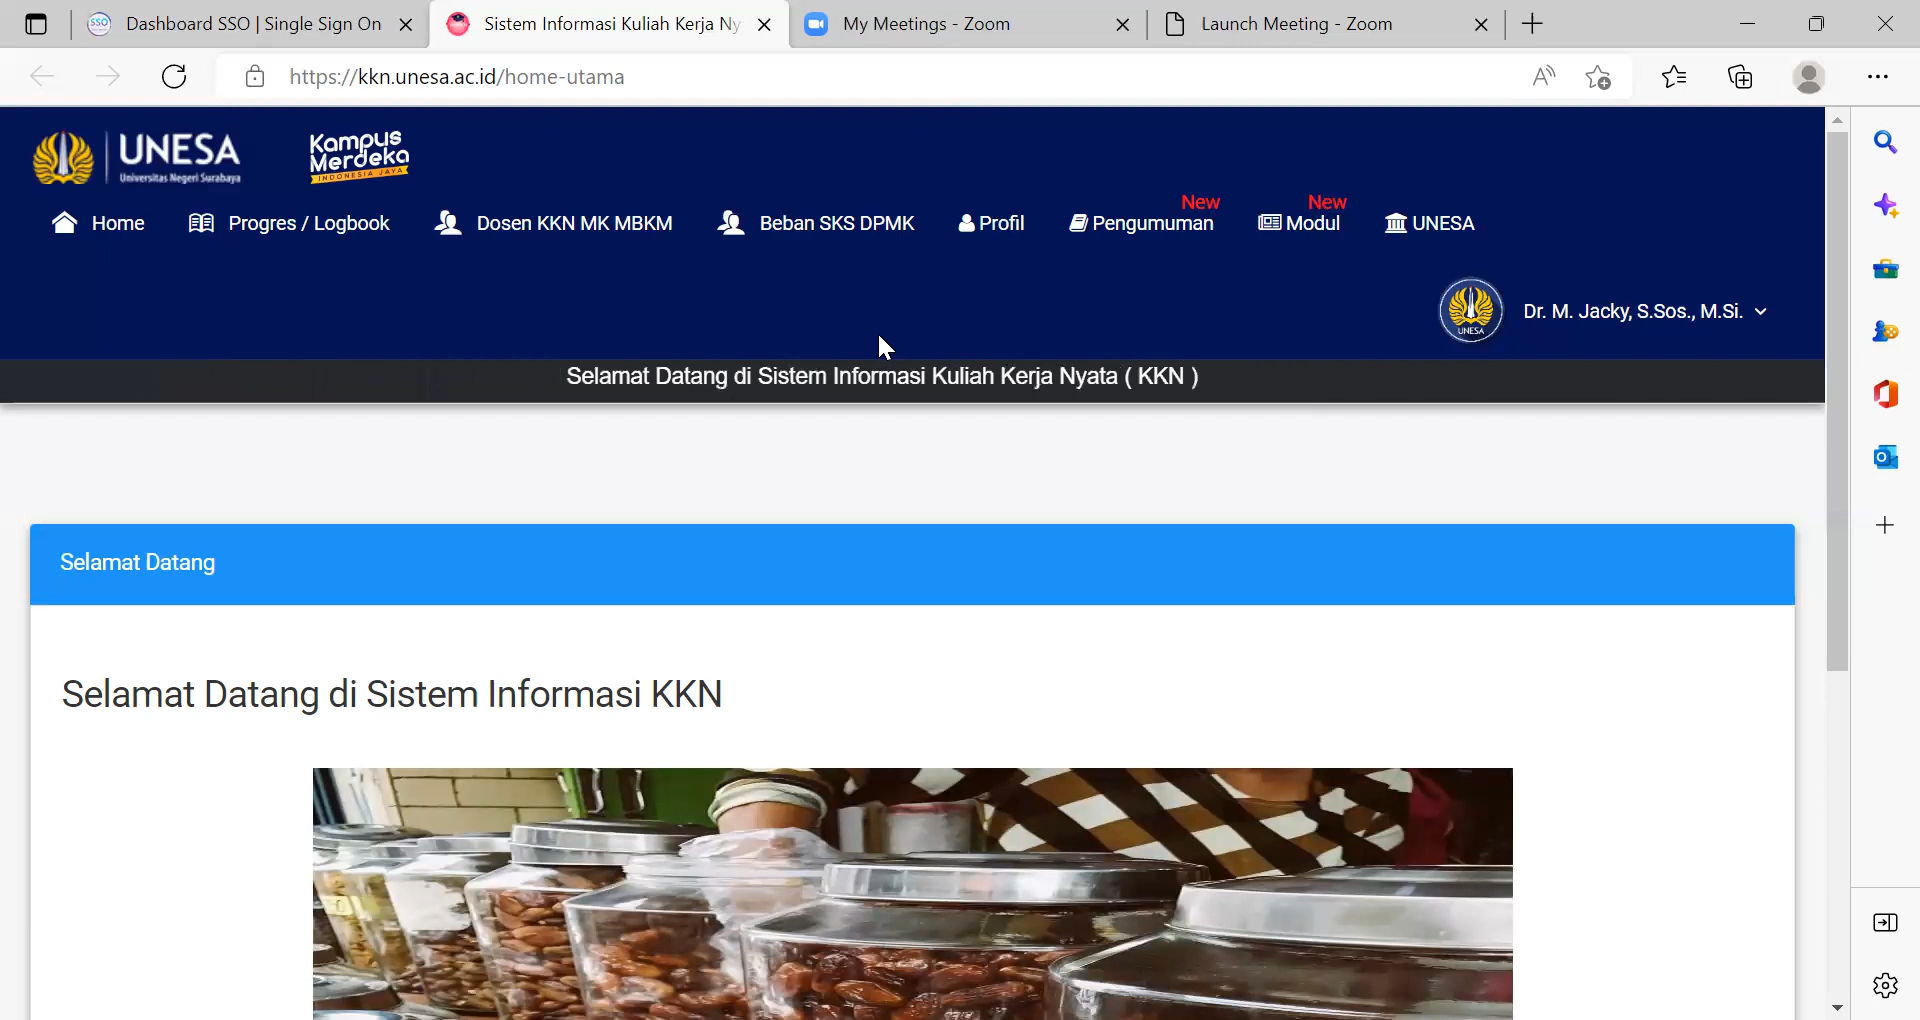 Dashboard SSO | Single Sign On
Sistem Informasi Kuliah Kerja Ny
My Meetings - Zoom
Launch Meeting - Zoom
https://kkn.unesa.ac.id/home-utama
UNESA
Universitas Negeri Surabaya
Kampus
Merdeka
INDONESIA JAYA
New
New
Home
Progres / Logbook
Dosen KKN MK MBKM
Beban SKS DPMK
Profil
Pengumuman
Modul
UNESA
UNESA
Dr. M. Jacky, S.Sos., M.Si.
Selamat Datang di Sistem Informasi Kuliah Kerja Nyata ( KKN )
Selamat Datang
Selamat Datang di Sistem Informasi KKN